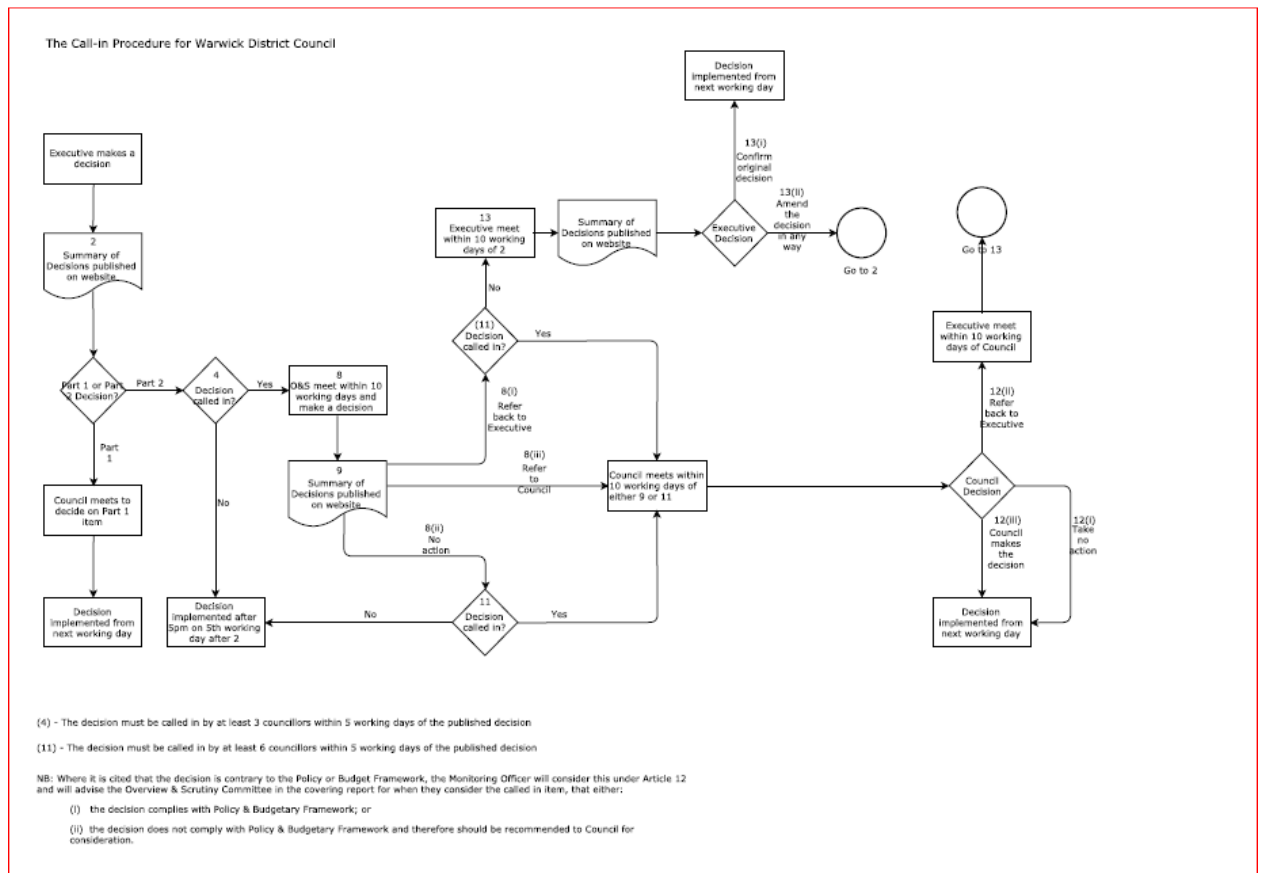 The Call-in Procedure for Warwick District Council
Decision
implemented from
next working day
Executive makes a
decision
13(i)
Confirm
original
decision
13(ii)
Amend
the
decision
in any
way
13
Executive meet
within 10 working
days of 2
Summary of
Decisions published
on website
Executive
Decision
Go to 2
Go to 13
2
Summary of
Decisions published
on website
No
(11)
Decision
called in?
Yes
Executive meet
within 10 working
days of Council
Part 1 or Part
2 Decision?
Part 2
4
Decision
called in?
Yes
8
O&S meet within 10
working days and
make a decision
8(i)
Refer
back to
Executive
12(ii)
Refer
back to
Executive
Part
1
9
Summary of
Decisions published
on website
8(iii)
Refer
to
Council
Council meets within
10 working days of
either 9 or 11
Council
Decision
Council meets to
decide on Part 1
item
No
8(ii)
No
action
12(iii)
Council
makes
the
decision
12(i)
Take
no
action
Decision
implemented from
next working day
Decision
implemented after
5pm on 5th working
day after 2
No
11
Decision
called in?
Yes
Decision
implemented from
next working day
(4) - The decision must be called in by at least 3 councillors within 5 working days of the published decision
(11) - The decision must be called in by at least 6 councillors within 5 working days of the published decision
NB: Where it is cited that the decision is contrary to the Policy or Budget Framework, the Monitoring Officer will consider this under Article 12
and will advise the Overview & Scrutiny Committee in the covering report for when they consider the called in item, that either:
(i) the decision complies with Policy & Budgetary Framework; or
(ii) the decision does not comply with Policy & Budgetary Framework and therefore should be recommended to Council for
consideration.